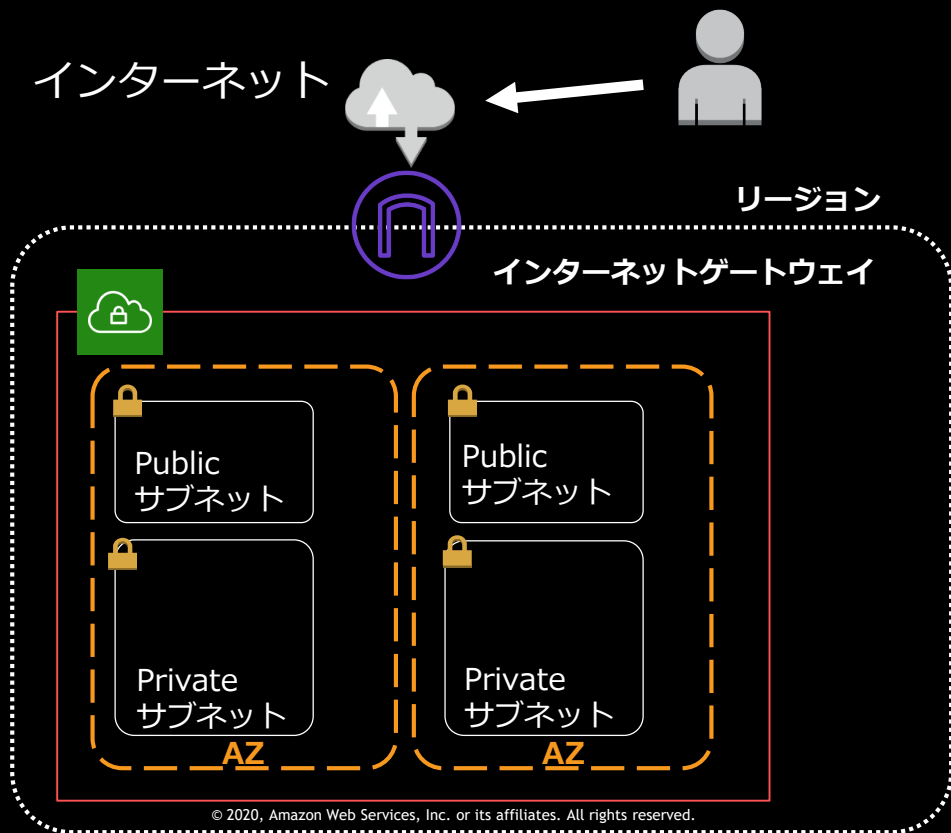 インターネット
リージョン
インターネットゲートウェイ
Public
サブネット
Public
サブネット
Private
サブネット
Private
サブネット
AZ
AZ
© 2020, Amazon Web Services, Inc. or its affiliates. All rights reserved.